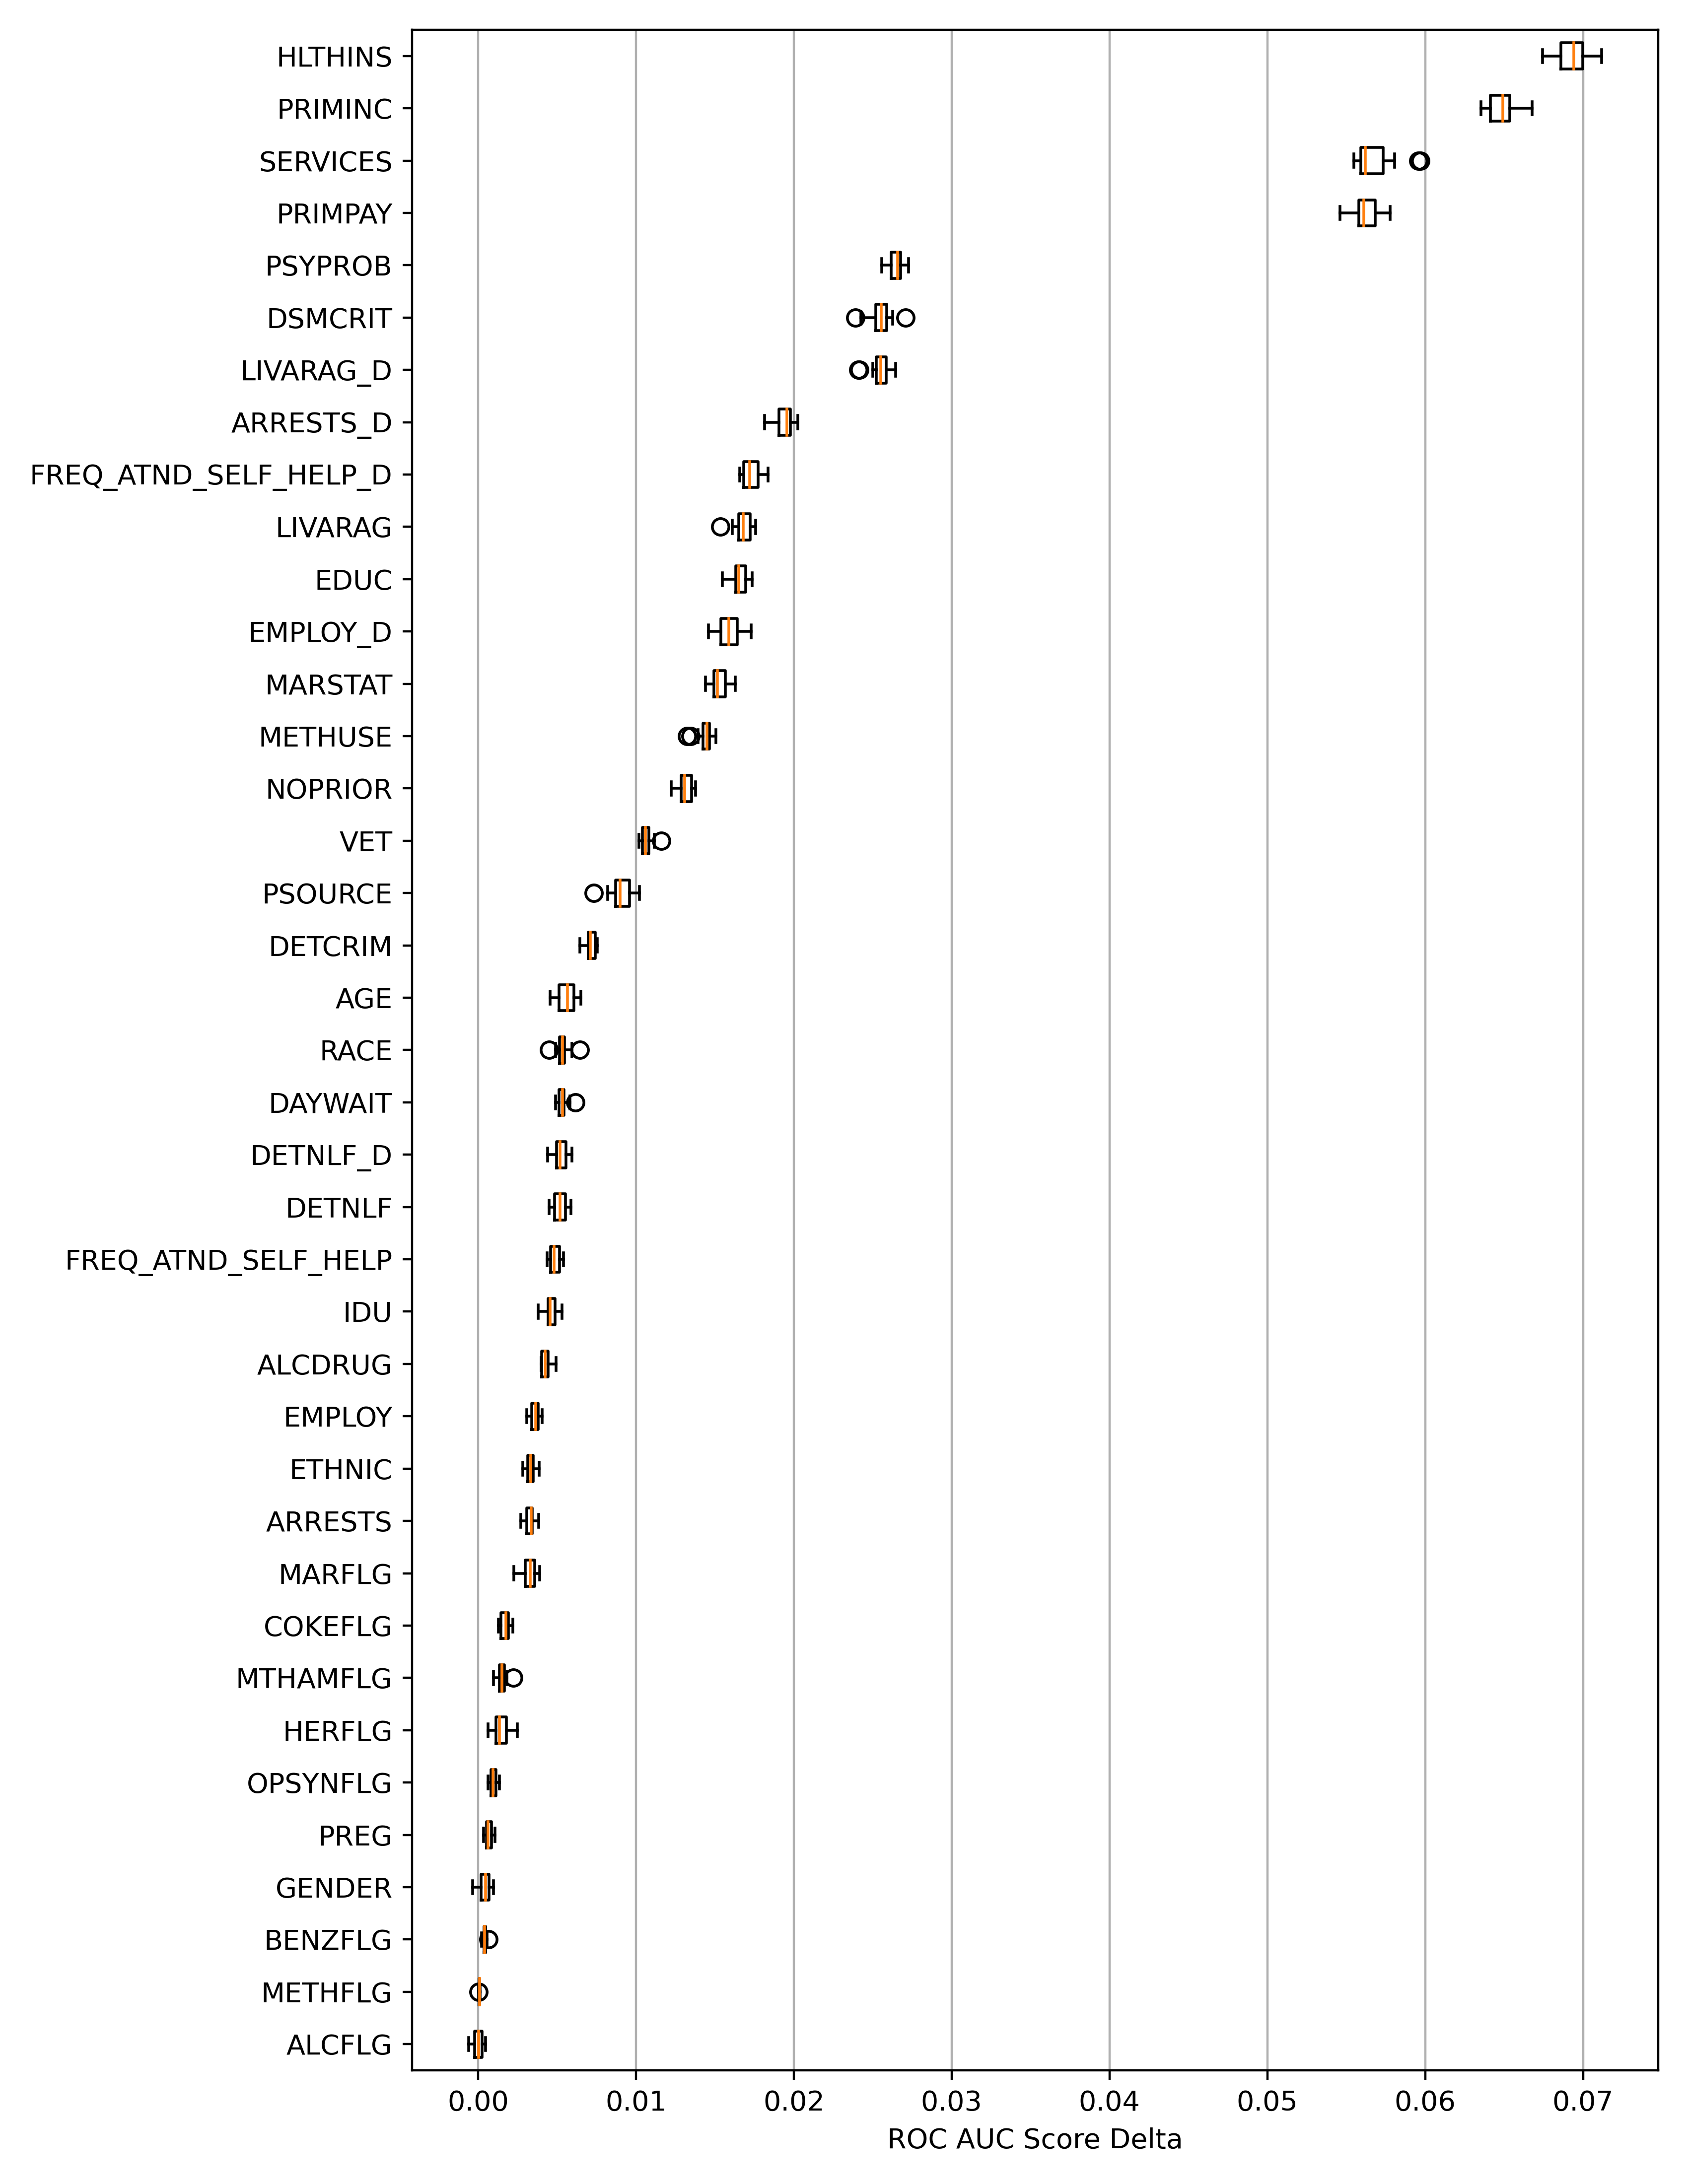 HLTHINS
PRIMINC
SERVICES
PRIMPAY
PSYPROB
DSMCRIT
LIVARAG_D
ARRESTS_D
FREQ_ATND_SELF_HELP_D
LIVARAG
EDUC
EMPLOY_D
MARSTAT
METHUSE
NOPRIOR
VET
PSOURCE
DETCRIM
AGE
RACE
DAYWAIT
DETNLF_D
DETNLF
FREQ_ATND_SELF_HELP
IDU
ALCDRUG
EMPLOY
ETHNIC
ARRESTS
MARFLG
COKEFLG
MTHAMFLG
HERFLG
OPSYNFLG
PREG
GENDER
BENZFLG
METHFLG
ALCFLG
0.00 0.01 0.02 0.03 0.04 0.05 0.06 0.07
ROC AUC Score Delta